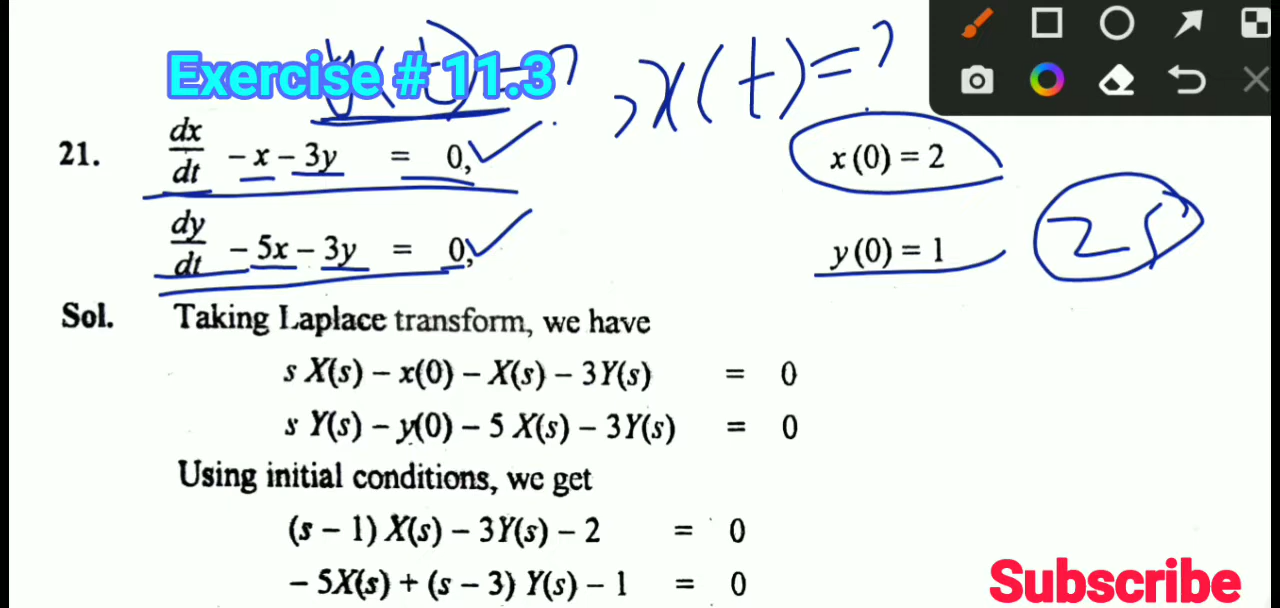 y(t) = ? , x(t) = ?
Exercise # 11.3
21. dx/dt – x – 3y = 0, x (0) = 2
dy/dt – 5x – 3y = 0, y (0) = 1
Sol. Taking Laplace transform, we have
s X(s) – x(0) – X(s) – 3Y(s) = 0
s Y(s) – y(0) – 5 X(s) – 3Y(s) = 0
Using initial conditions, we get
(s – 1) X(s) – 3Y(s) – 2 = 0
– 5X(s) + (s – 3) Y(s) – 1 = 0
Subscribe